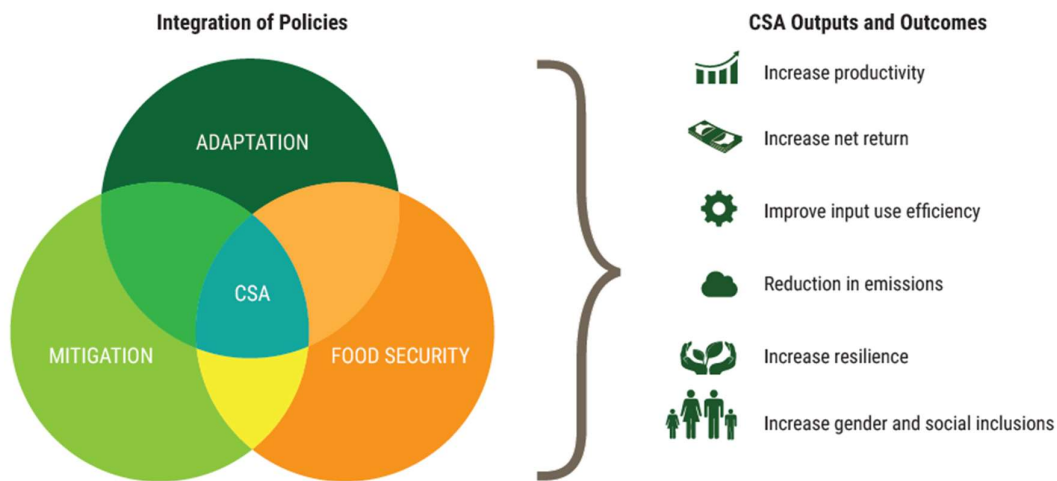 Integration of Policies
ADAPTATION
CSA
MITIGATION
FOOD SECURITY
CSA Outputs and Outcomes
Increase productivity
Increase net return
Improve input use efficiency
Reduction in emissions
Increase resilience
Increase gender and social inclusions